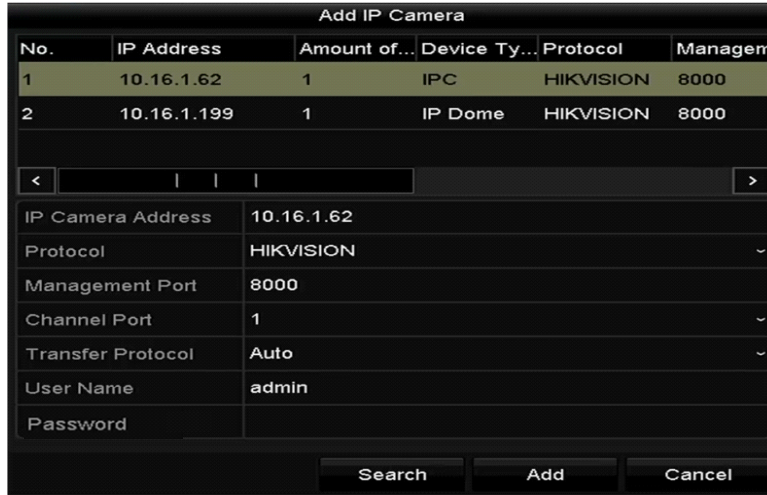 Add IP Camera
No. IP Address Amount of... Device Ty... Protocol Managem
1 10.16.1.62 1 IPC HIKVISION 8000
2 10.16.1.199 1 IP Dome HIKVISION 8000
IP Camera Address 10.16.1.62
Protocol HIKVISION
Management Port 8000
Channel Port 1
Transfer Protocol Auto
User Name admin
Password
Search Add Cancel